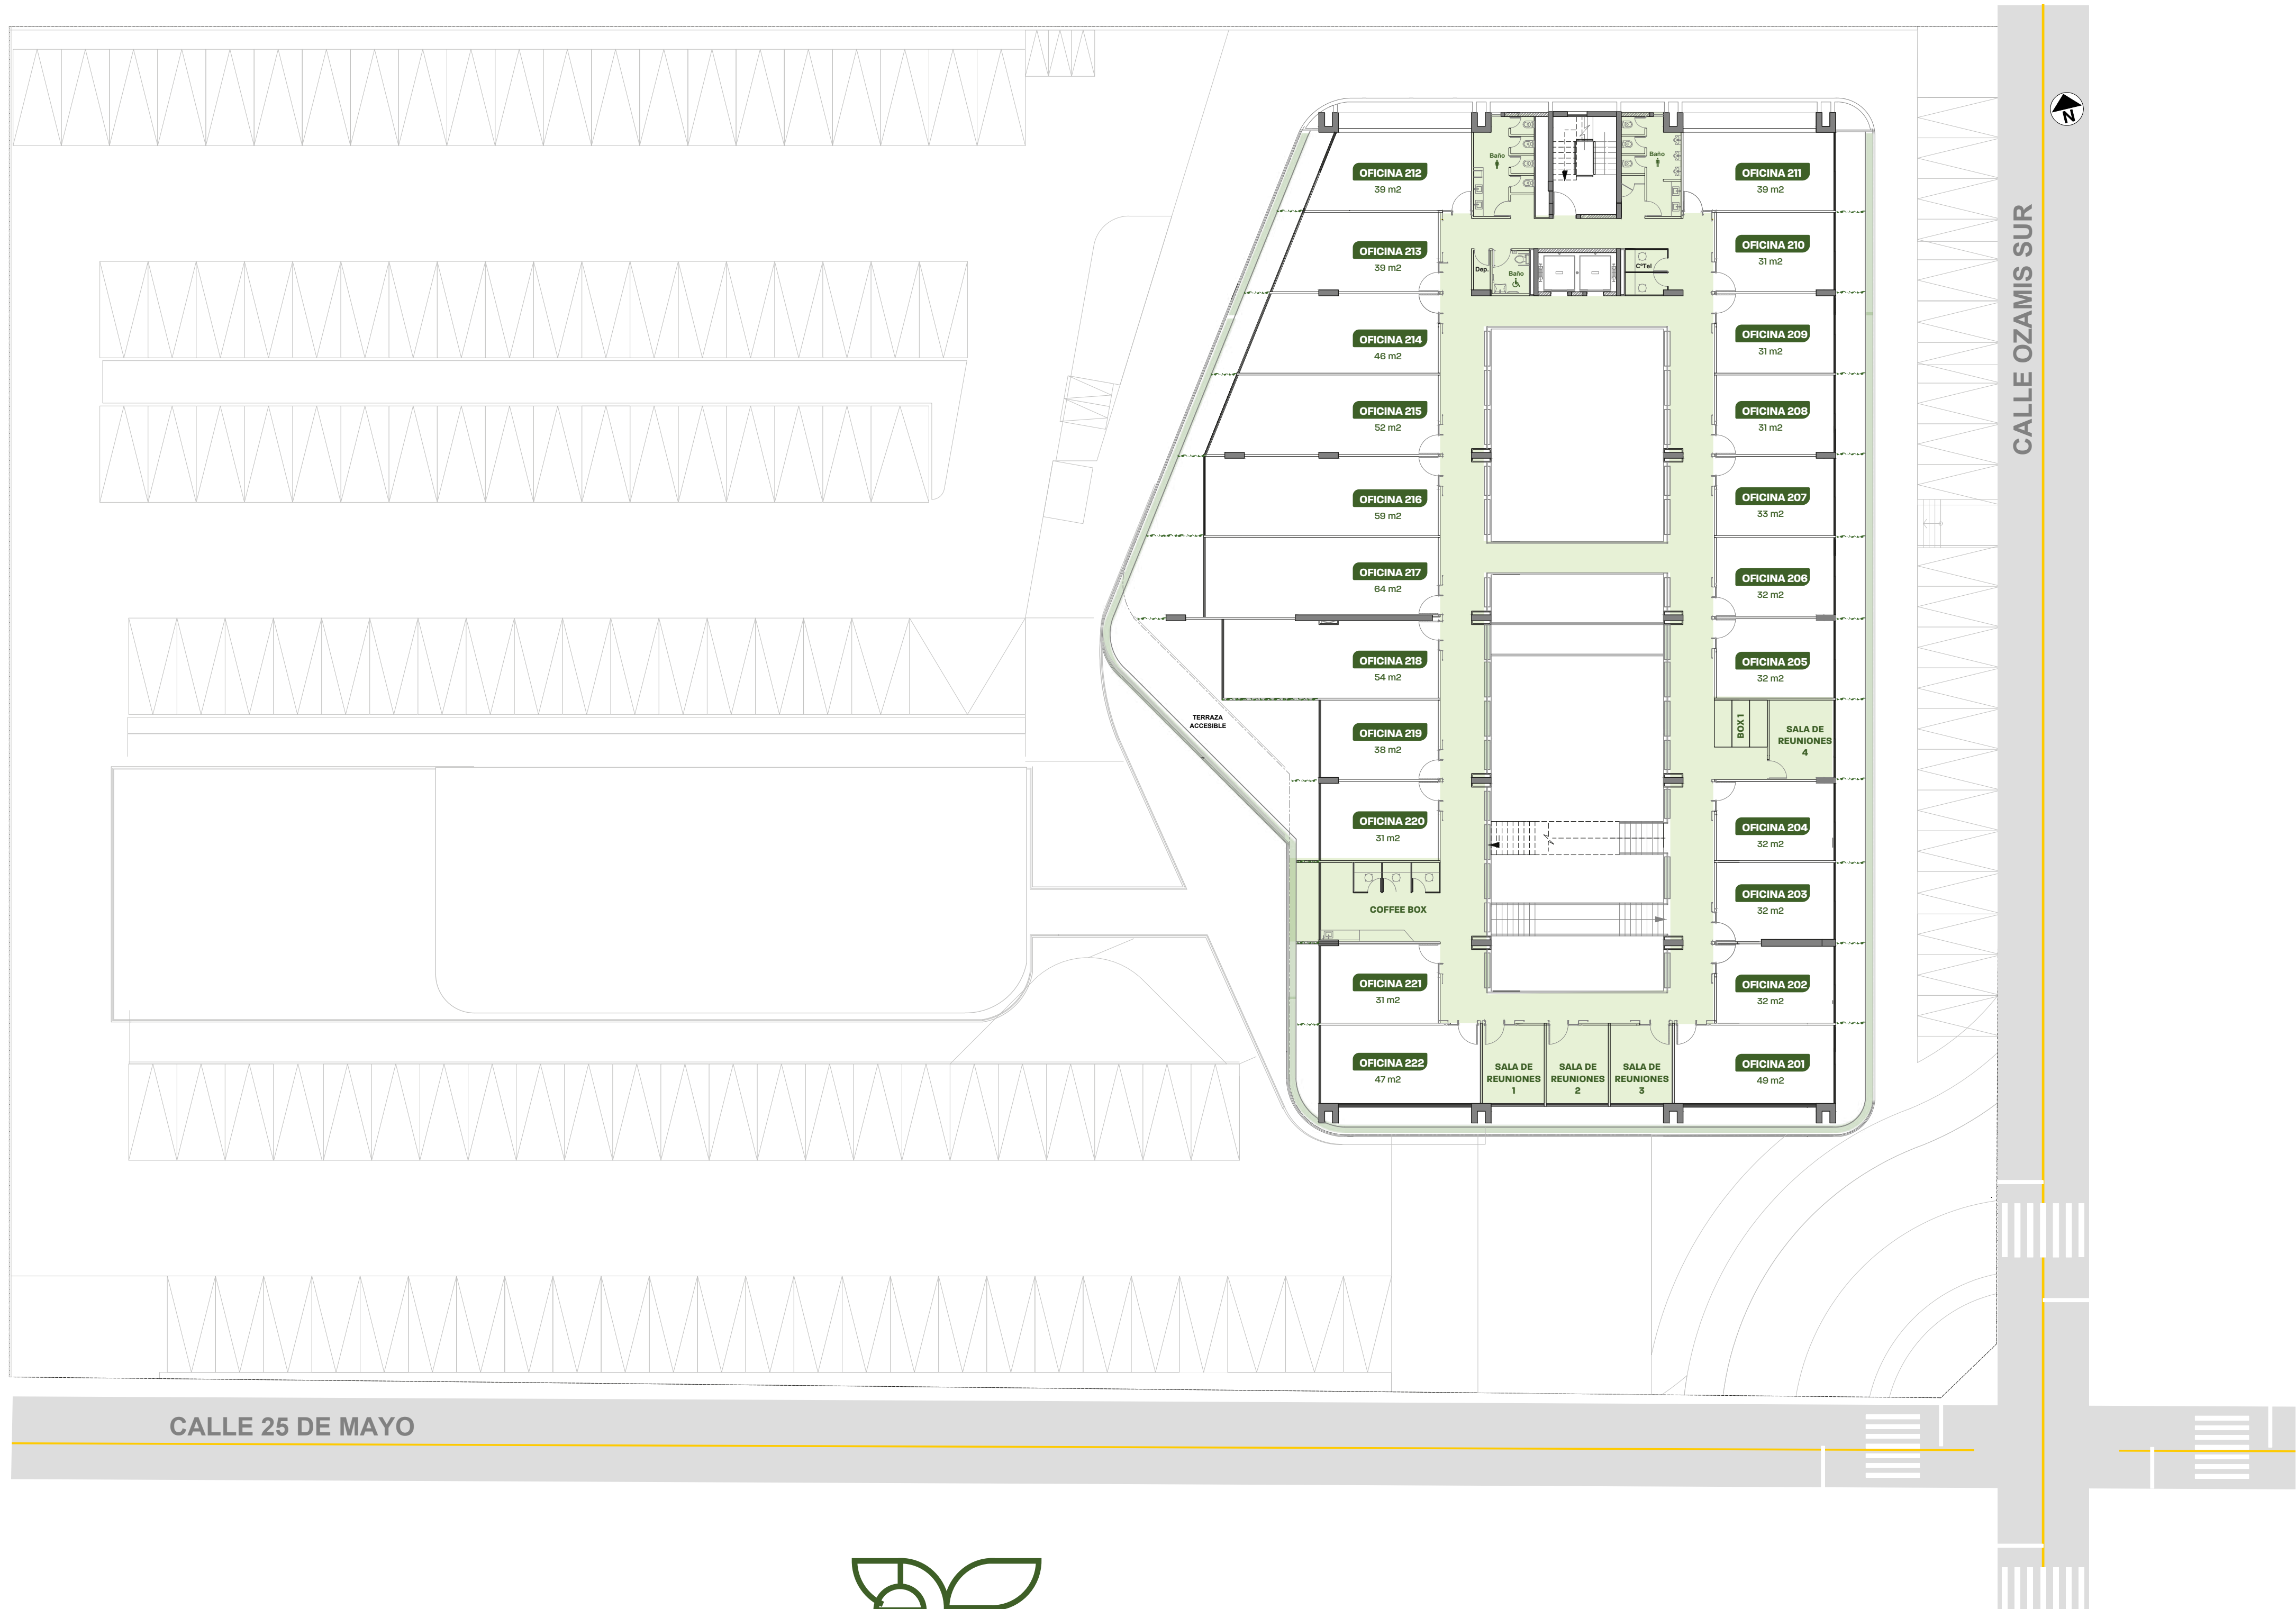 N
CALLE OZAMIS SUR
Baño
Baño
OFICINA 212
39 m2
OFICINA 211
39 m2
OFICINA 213
39 m2
OFICINA 210
31 m2
Dep.
Baño
CºTel
OFICINA 214
46 m2
OFICINA 209
31 m2
OFICINA 215
52 m2
OFICINA 208
31 m2
OFICINA 216
59 m2
OFICINA 207
33 m2
OFICINA 217
64 m2
OFICINA 206
32 m2
OFICINA 218
54 m2
OFICINA 205
32 m2
TERRAZA
ACCESIBLE
OFICINA 219
38 m2
BOX 1
SALA DE
REUNIONES
4
OFICINA 220
31 m2
OFICINA 204
32 m2
COFFEE BOX
OFICINA 203
32 m2
OFICINA 221
31 m2
OFICINA 202
32 m2
OFICINA 222
47 m2
SALA DE
REUNIONES
1
SALA DE
REUNIONES
2
SALA DE
REUNIONES
3
OFICINA 201
49 m2
CALLE 25 DE MAYO